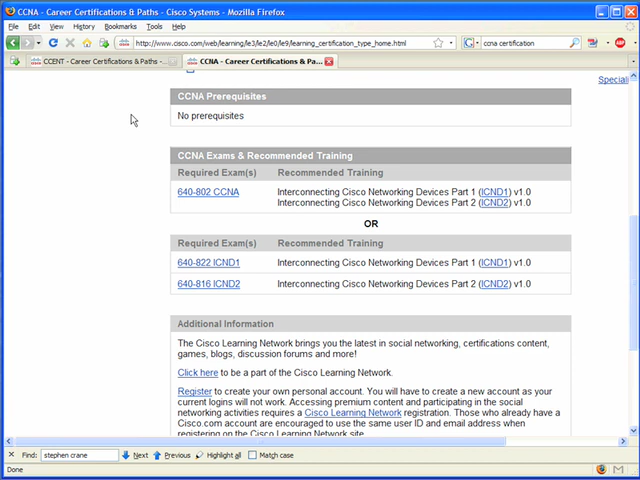 CCNA - Career Certifications & Paths - Cisco Systems - Mozilla Firefox
File Edit View History Bookmarks Tools Help
http://www.cisco.com/web/learning/le3/le2/le0/le9/learning_certification_type_home.html
ccna certification
CCENT - Career Certifications & Paths - ...
CCNA - Career Certifications & Pa...
Speciali
CCNA Prerequisites
No prerequisites
CCNA Exams & Recommended Training
Required Exam(s) Recommended Training
640-802 CCNA Interconnecting Cisco Networking Devices Part 1 (ICND1) v1.0
Interconnecting Cisco Networking Devices Part 2 (ICND2) v1.0
OR
Required Exam(s) Recommended Training
640-822 ICND1 Interconnecting Cisco Networking Devices Part 1 (ICND1) v1.0
640-816 ICND2 Interconnecting Cisco Networking Devices Part 2 (ICND2) v1.0
Additional Information
The Cisco Learning Network brings you the latest in social networking, certifications content,
games, blogs, discussion forums and more!
Click here to be a part of the Cisco Learning Network.
Register to create your own personal account. You will have to create a new account as your
current logins will not work. Accessing premium content and participating in the social
networking activities requires a Cisco Learning Network registration. Those who already have a
Cisco.com account are encouraged to use the same user ID and email address when
registering on the Cisco Learning Network site.
Find: stephen crane Next Previous Highlight all Match case
Done